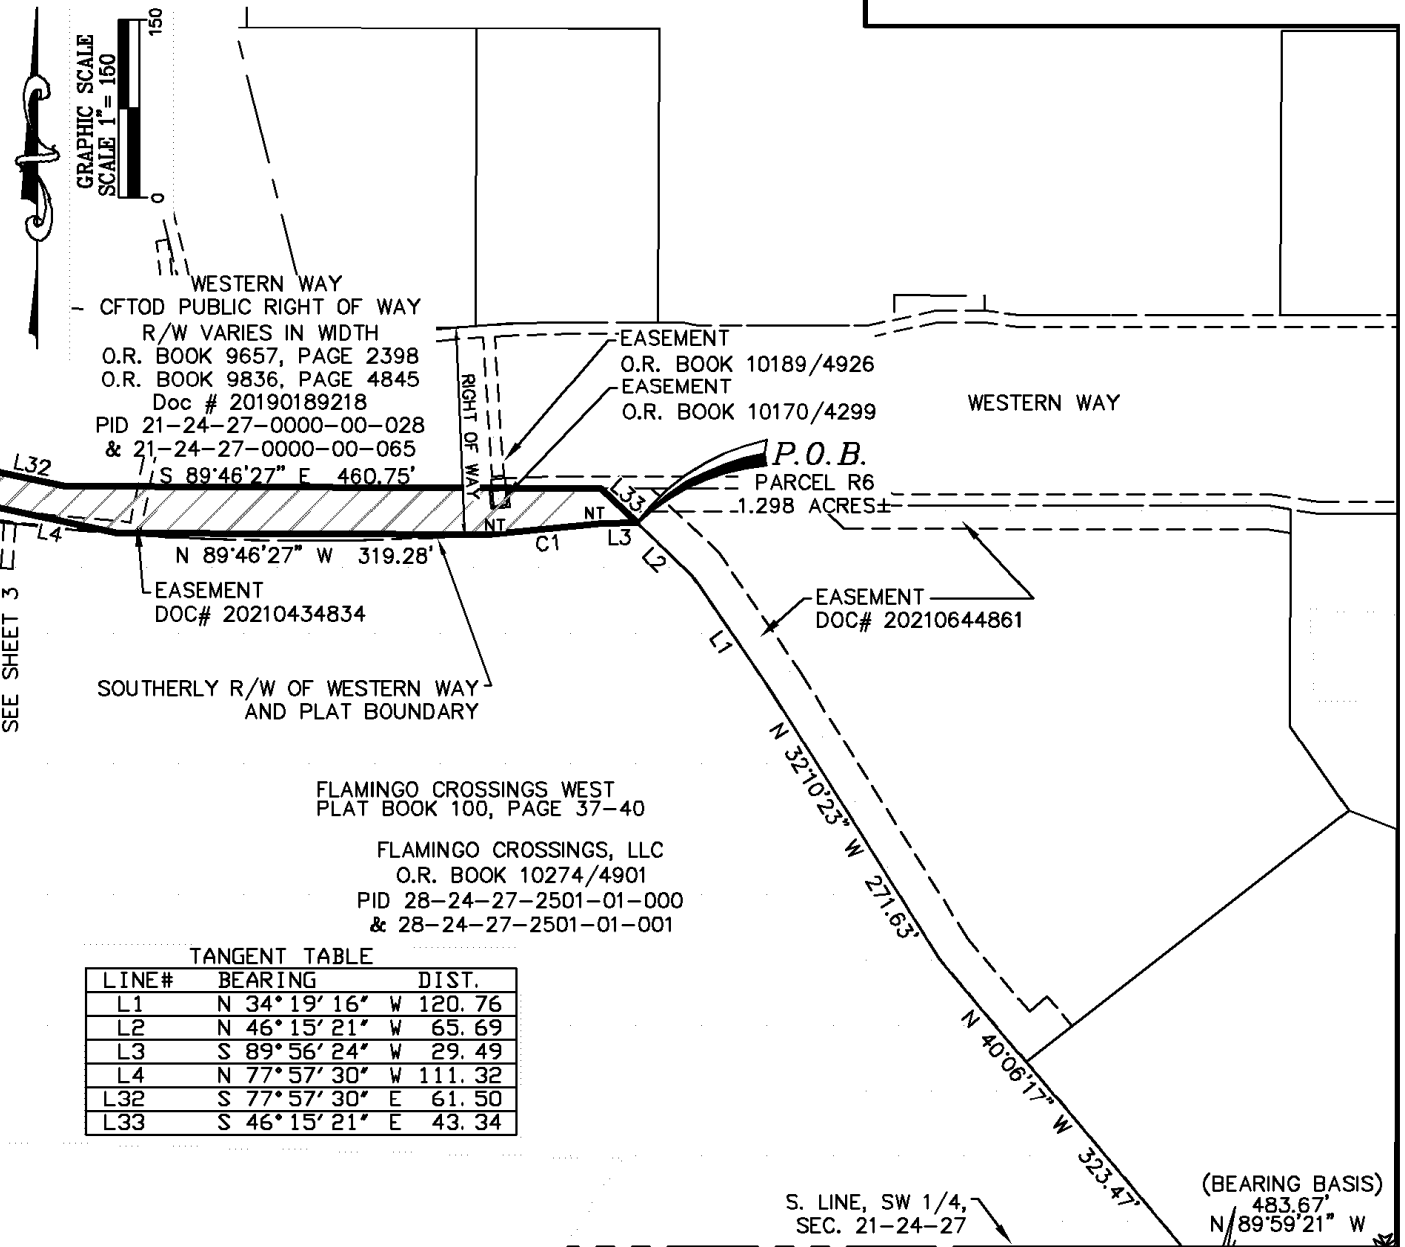 GRAPHIC SCALE
SCALE 1"= 150
0
150
WESTERN WAY
CFTOD PUBLIC RIGHT OF WAY
R/W VARIES IN WIDTH
O.R. BOOK 9657, PAGE 2398
O.R. BOOK 9836, PAGE 4845
Doc # 20190189218
PID 21-24-27-0000-00-028
& 21-24-27-0000-00-065
S 89°46'27" E 460.75'
RIGHT OF WAY
EASEMENT
O.R. BOOK 10189/4926
EASEMENT
O.R. BOOK 10170/4299
WESTERN WAY
P.O.B.
PARCEL R6
1.298 ACRES±
L32
L33
L4
NT
NT
C1
L3
L2
L1
N 89°46'27" W 319.28'
EASEMENT
DOC# 20210434834
EASEMENT
DOC# 20210644861
SEE SHEET 3
SOUTHERLY R/W OF WESTERN WAY
AND PLAT BOUNDARY
N 32°10'23" W 271.63'
FLAMINGO CROSSINGS WEST
PLAT BOOK 100, PAGE 37-40
FLAMINGO CROSSINGS, LLC
O.R. BOOK 10274/4901
PID 28-24-27-2501-01-000
& 28-24-27-2501-01-001
TANGENT TABLE
LINE# BEARING DIST.
L1 N 34°19'16" W 120.76
L2 N 46°15'21" W 65.69
L3 S 89°56'24" W 29.49
L4 N 77°57'30" W 111.32
L32 S 77°57'30" E 61.50
L33 S 46°15'21" E 43.34
N 40°06'17" W 323.47'
S. LINE, SW 1/4,
SEC. 21-24-27
(BEARING BASIS)
483.67'
N 89°59'21" W